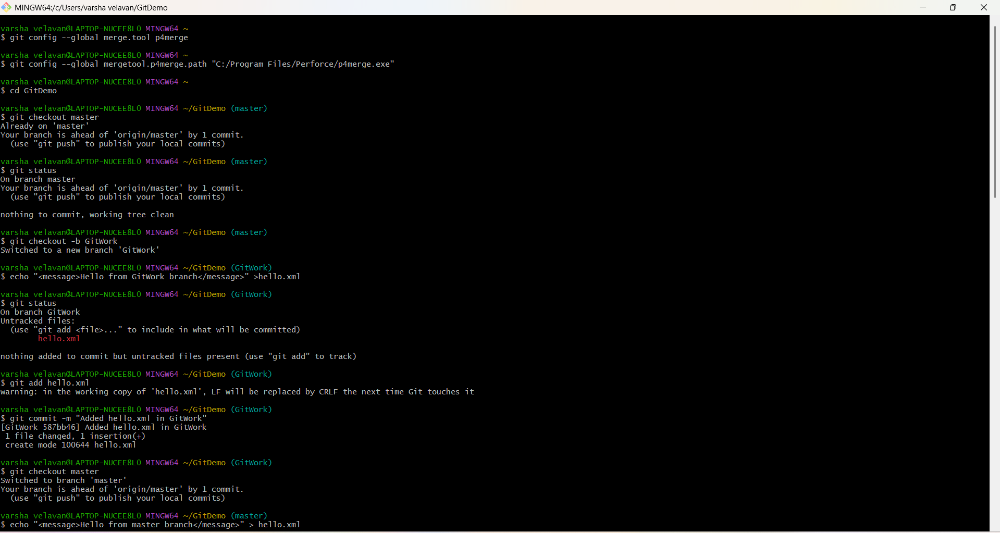 MINGW64:/c/Users/varsha velavan/GitDemo
varsha velavan@LAPTOP-NUCEE8L0 MINGW64 ~
$ git config --global merge.tool p4merge
varsha velavan@LAPTOP-NUCEE8L0 MINGW64 ~
$ git config --global mergetool.p4merge.path "C:/Program Files/Perforce/p4merge.exe"
varsha velavan@LAPTOP-NUCEE8L0 MINGW64 ~
$ cd GitDemo
varsha velavan@LAPTOP-NUCEE8L0 MINGW64 ~/GitDemo (master)
$ git checkout master
Already on 'master'
Your branch is ahead of 'origin/master' by 1 commit.
  (use "git push" to publish your local commits)
varsha velavan@LAPTOP-NUCEE8L0 MINGW64 ~/GitDemo (master)
$ git status
On branch master
Your branch is ahead of 'origin/master' by 1 commit.
  (use "git push" to publish your local commits)
nothing to commit, working tree clean
varsha velavan@LAPTOP-NUCEE8L0 MINGW64 ~/GitDemo (master)
$ git checkout -b GitWork
Switched to a new branch 'GitWork'
varsha velavan@LAPTOP-NUCEE8L0 MINGW64 ~/GitDemo (GitWork)
$ echo "<message>Hello from GitWork branch</message>" >hello.xml
varsha velavan@LAPTOP-NUCEE8L0 MINGW64 ~/GitDemo (GitWork)
$ git status
On branch GitWork
Untracked files:
  (use "git add <file>..." to include in what will be committed)
        hello.xml
nothing added to commit but untracked files present (use "git add" to track)
varsha velavan@LAPTOP-NUCEE8L0 MINGW64 ~/GitDemo (GitWork)
$ git add hello.xml
warning: in the working copy of 'hello.xml', LF will be replaced by CRLF the next time Git touches it
varsha velavan@LAPTOP-NUCEE8L0 MINGW64 ~/GitDemo (GitWork)
$ git commit -m "Added hello.xml in GitWork"
[GitWork 587bb46] Added hello.xml in GitWork
 1 file changed, 1 insertion(+)
 create mode 100644 hello.xml
varsha velavan@LAPTOP-NUCEE8L0 MINGW64 ~/GitDemo (GitWork)
$ git checkout master
Switched to branch 'master'
Your branch is ahead of 'origin/master' by 1 commit.
  (use "git push" to publish your local commits)
varsha velavan@LAPTOP-NUCEE8L0 MINGW64 ~/GitDemo (master)
$ echo "<message>Hello from master branch</message>" > hello.xml